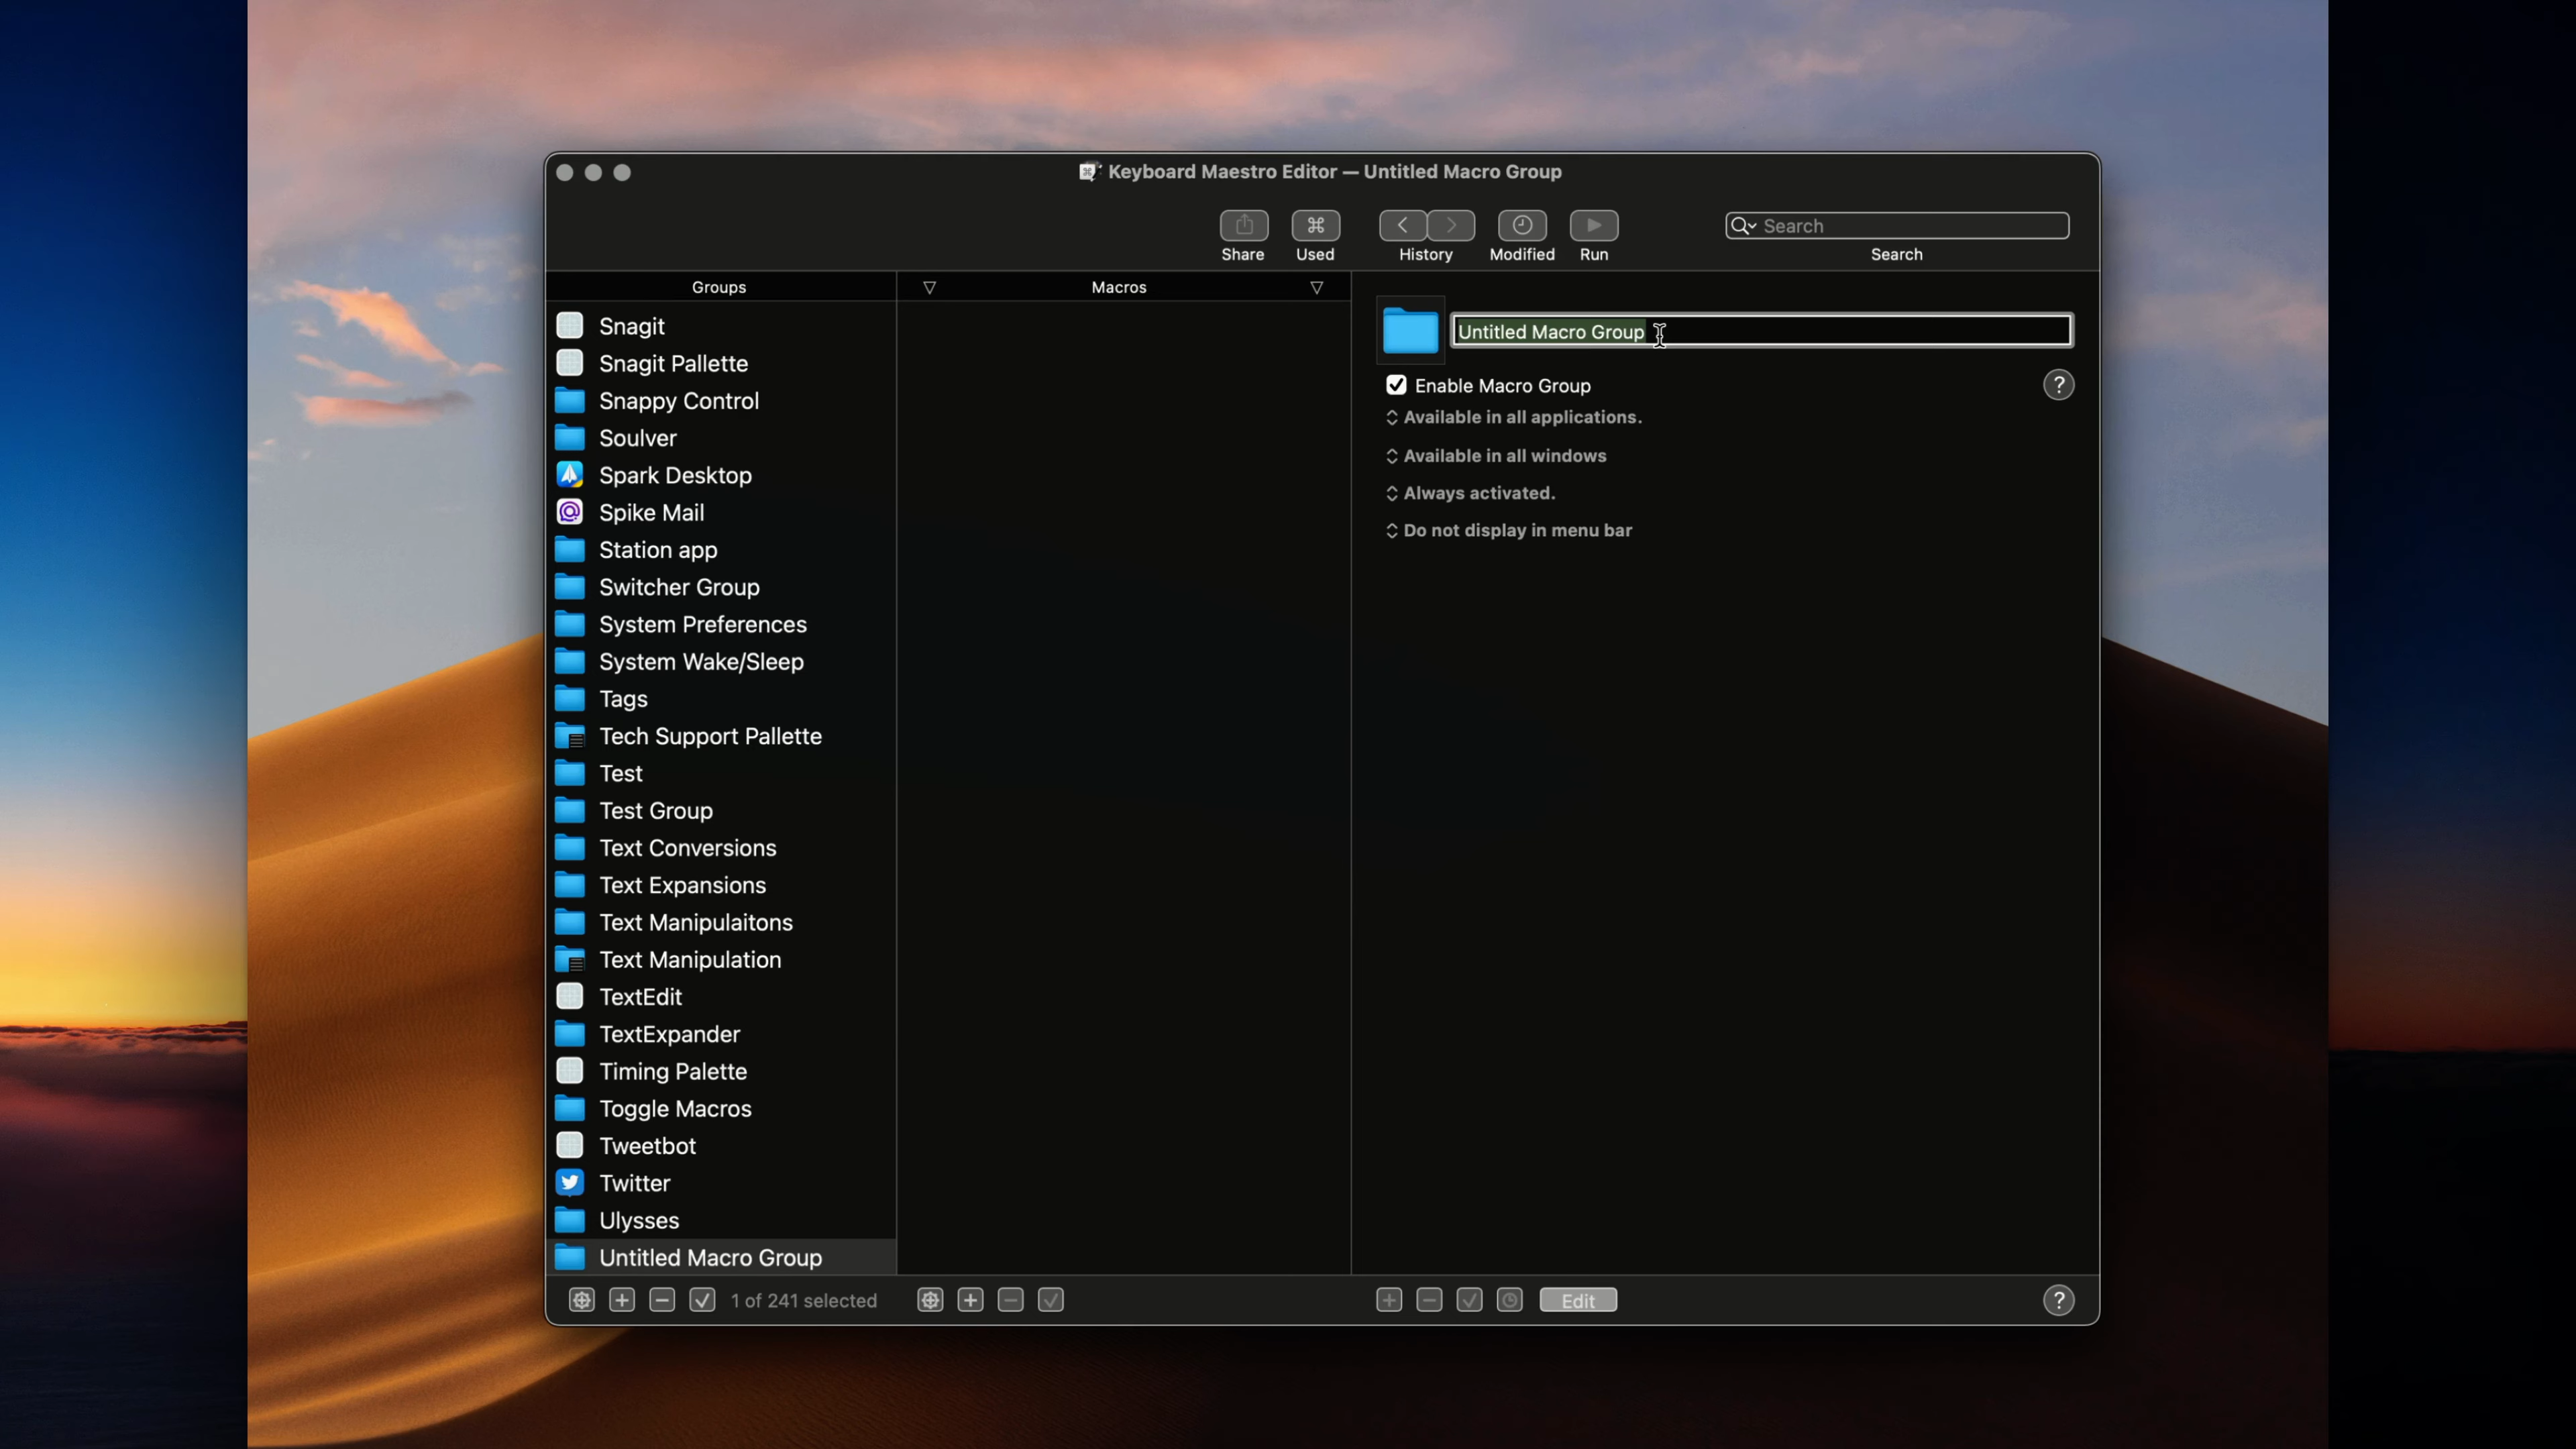 Keyboard Maestro Editor — Untitled Macro Group
Share
Used
History
Modified
Run
Search
Search
Groups
Macros
Snagit
Snagit Pallette
Snappy Control
Soulver
Spark Desktop
Spike Mail
Station app
Switcher Group
System Preferences
System Wake/Sleep
Tags
Tech Support Pallette
Test
Test Group
Text Conversions
Text Expansions
Text Manipulaitons
Text Manipulation
TextEdit
TextExpander
Timing Palette
Toggle Macros
Tweetbot
Twitter
Ulysses
Untitled Macro Group
Untitled Macro Group
Enable Macro Group
?
Available in all applications.
Available in all windows
Always activated.
Do not display in menu bar
1 of 241 selected
Edit
?